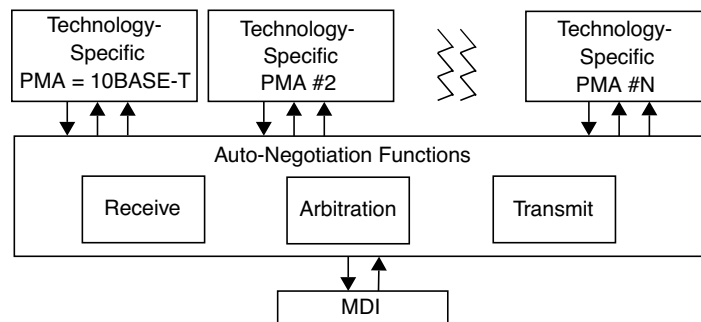 Technology-
Specific
PMA = 10BASE-T
Technology-
Specific
PMA #2
Technology-
Specific
PMA #N
Auto-Negotiation Functions
Receive
Arbitration
Transmit
MDI